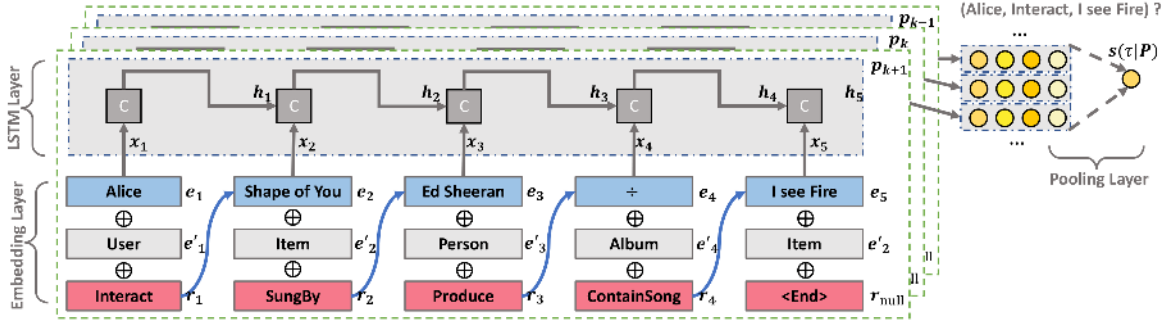 p_{k-1}
p_k
p_{k+1}
(Alice, Interact, I see Fire) ?
...
s(τ|P)
...
Pooling Layer
LSTM Layer
C h_1 C h_2 C h_3 C h_4 C h_5
x_1 x_2 x_3 x_4 x_5
Embedding Layer
Alice e_1 Shape of You e_2 Ed Sheeran e_3 ÷ e_4 I see Fire e_5
⊕ ⊕ ⊕ ⊕ ⊕
User e'_1 Item e'_2 Person e'_3 Album e'_4 Item e'_2
⊕ ⊕ ⊕ ⊕ ⊕
Interact r_1 SungBy r_2 Produce r_3 ContainSong r_4 <End> r_null
ll
ll